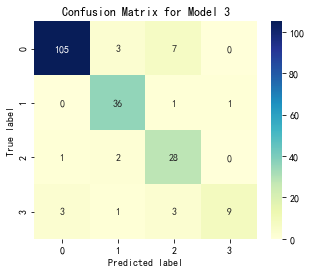 Confusion Matrix for Model 3
0 105 3 7 0
1 0 36 1 1
2 1 2 28 0
3 3 1 3 9
0 1 2 3
Predicted label
True label
100
80
60
40
20
0